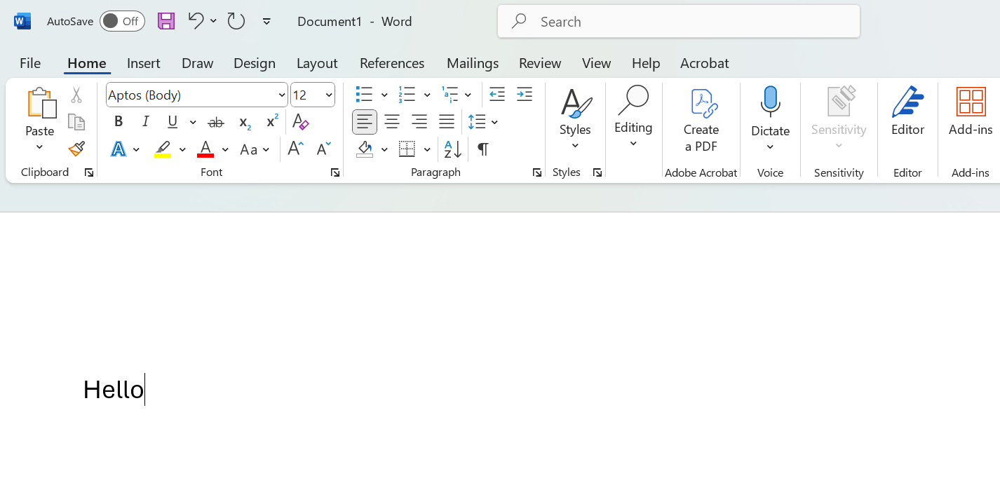 AutoSave Off Document1 - Word Search
File Home Insert Draw Design Layout References Mailings Review View Help Acrobat
Paste
Clipboard
Aptos (Body) 12
B I U ab x2 x2 A
A A Aa A A
Font
Paragraph
Styles
Styles
Editing
Create
a PDF
Adobe Acrobat
Dictate
Voice
Sensitivity
Sensitivity
Editor
Editor
Add-ins
Add-ins
Hello